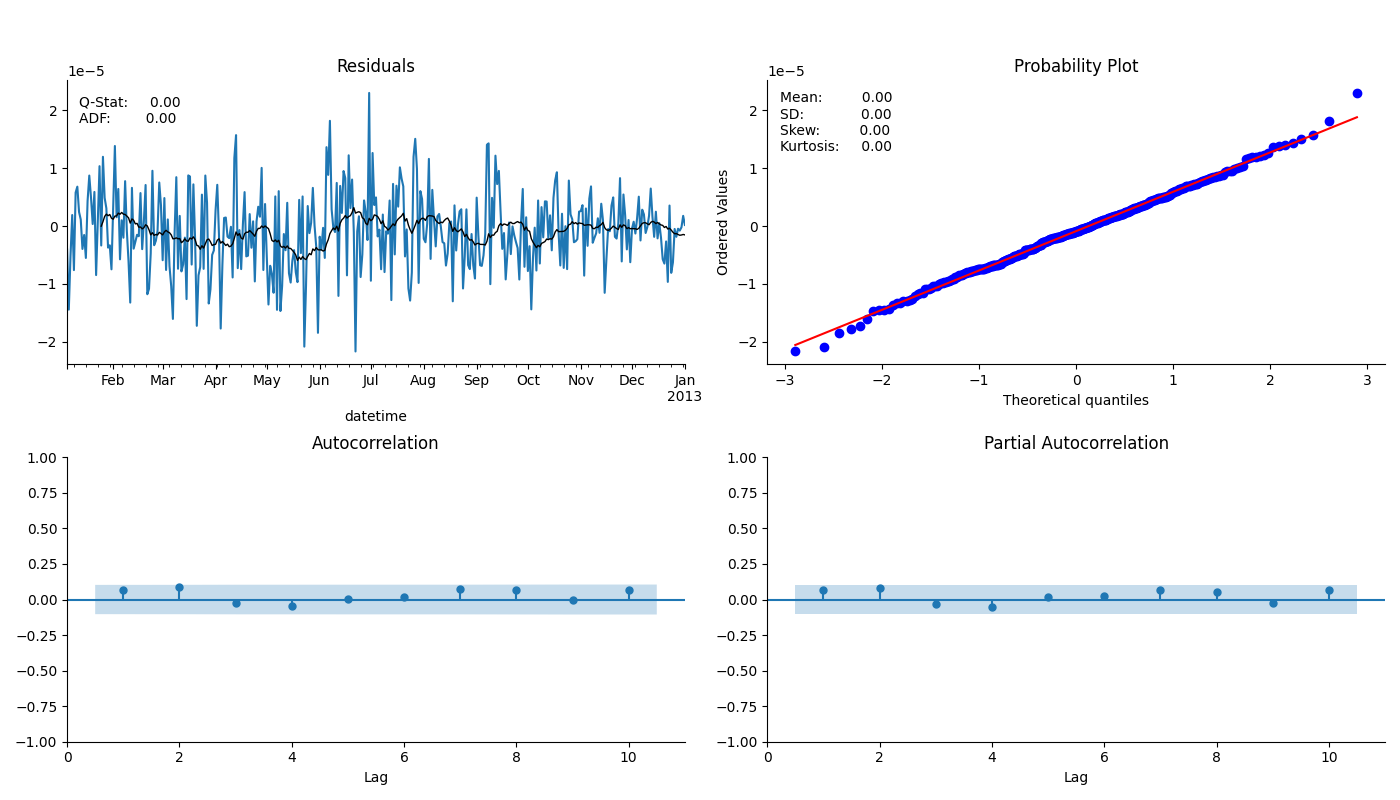 Residuals
1e−5
Q-Stat: 0.00
ADF: 0.00
2
1
0
−1
−2
Feb Mar Apr May Jun Jul Aug Sep Oct Nov Dec Jan
2013
datetime
Probability Plot
1e−5
Mean: 0.00
SD: 0.00
Skew: 0.00
Kurtosis: 0.00
Ordered Values
2
1
0
−1
−2
−3 −2 −1 0 1 2 3
Theoretical quantiles
Autocorrelation
1.00
0.75
0.50
0.25
0.00
−0.25
−0.50
−0.75
−1.00
0 2 4 6 8 10
Lag
Partial Autocorrelation
1.00
0.75
0.50
0.25
0.00
−0.25
−0.50
−0.75
−1.00
0 2 4 6 8 10
Lag